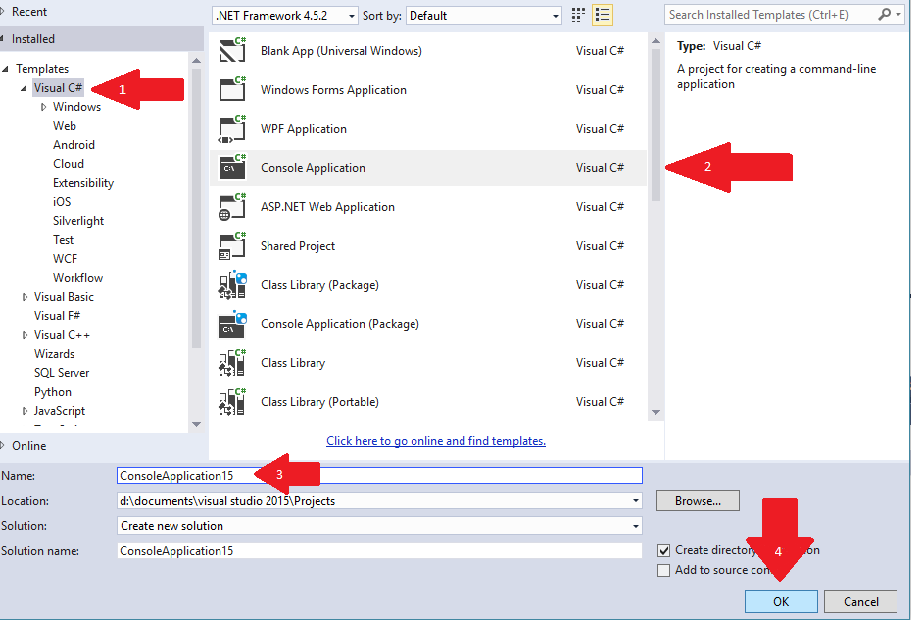 Recent
.NET Framework 4.5.2 Sort by: Default
Search Installed Templates (Ctrl+E)
Installed
Templates
Visual C#
1
Windows
Web
Android
Cloud
Extensibility
iOS
Silverlight
Test
WCF
Workflow
Visual Basic
Visual F#
Visual C++
Wizards
SQL Server
Python
JavaScript
Online
C# Blank App (Universal Windows) Visual C#
C# Windows Forms Application Visual C#
C# WPF Application Visual C#
C# C:\ Console Application Visual C#
2
C# ASP.NET Web Application Visual C#
C# Shared Project Visual C#
Class Library (Package) Visual C#
C:\ Console Application (Package) Visual C#
C# Class Library Visual C#
C# Class Library (Portable) Visual C#
Click here to go online and find templates.
Type: Visual C#
A project for creating a command-line
application
Name: ConsoleApplication15
3
Location: d:\documents\visual studio 2015\Projects Browse...
Solution: Create new solution
Solution name: ConsoleApplication15
Create directory
Add to source
4
OK Cancel